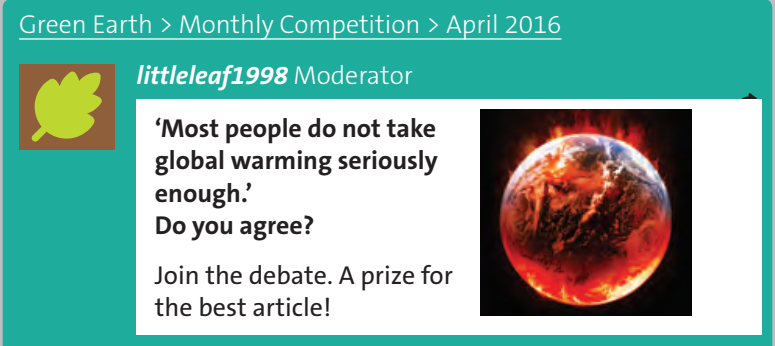 Green Earth > Monthly Competition > April 2016
littleleaf1998 Moderator
‘Most people do not take
global warming seriously
enough.’
Do you agree?
Join the debate. A prize for
the best article!